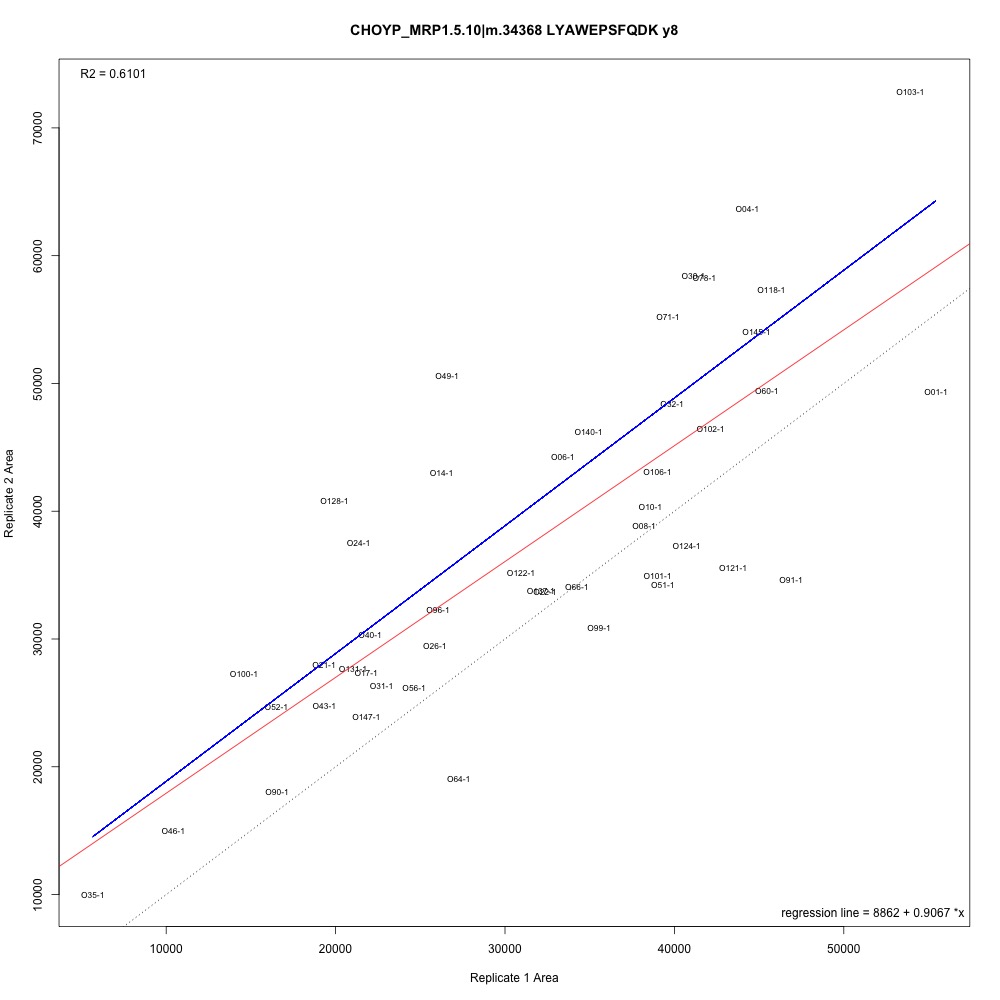 CHOYP_MRP1.5.10|m.34368 LYAWEPSFQDK y8
R2 = 0.6101
O103-1
O04-1
O78-1
O118-1
O71-1
O145-1
O49-1
O60-1
O01-1
O32-1
O140-1
O102-1
O06-1
O14-1
O106-1
O128-1
O10-1
O08-1
O24-1
O124-1
O121-1
O122-1
O101-1
O91-1
O51-1
O66-1
O22-1
O96-1
O99-1
O40-1
O26-1
O21-1
O131-1
O17-1
O100-1
O31-1
O56-1
O52-1
O43-1
O147-1
O64-1
O90-1
O46-1
O35-1
regression line = 8862 + 0.9067 *x
10000
20000
30000
40000
50000
60000
70000
Replicate 2 Area
10000 20000 30000 40000 50000
Replicate 1 Area